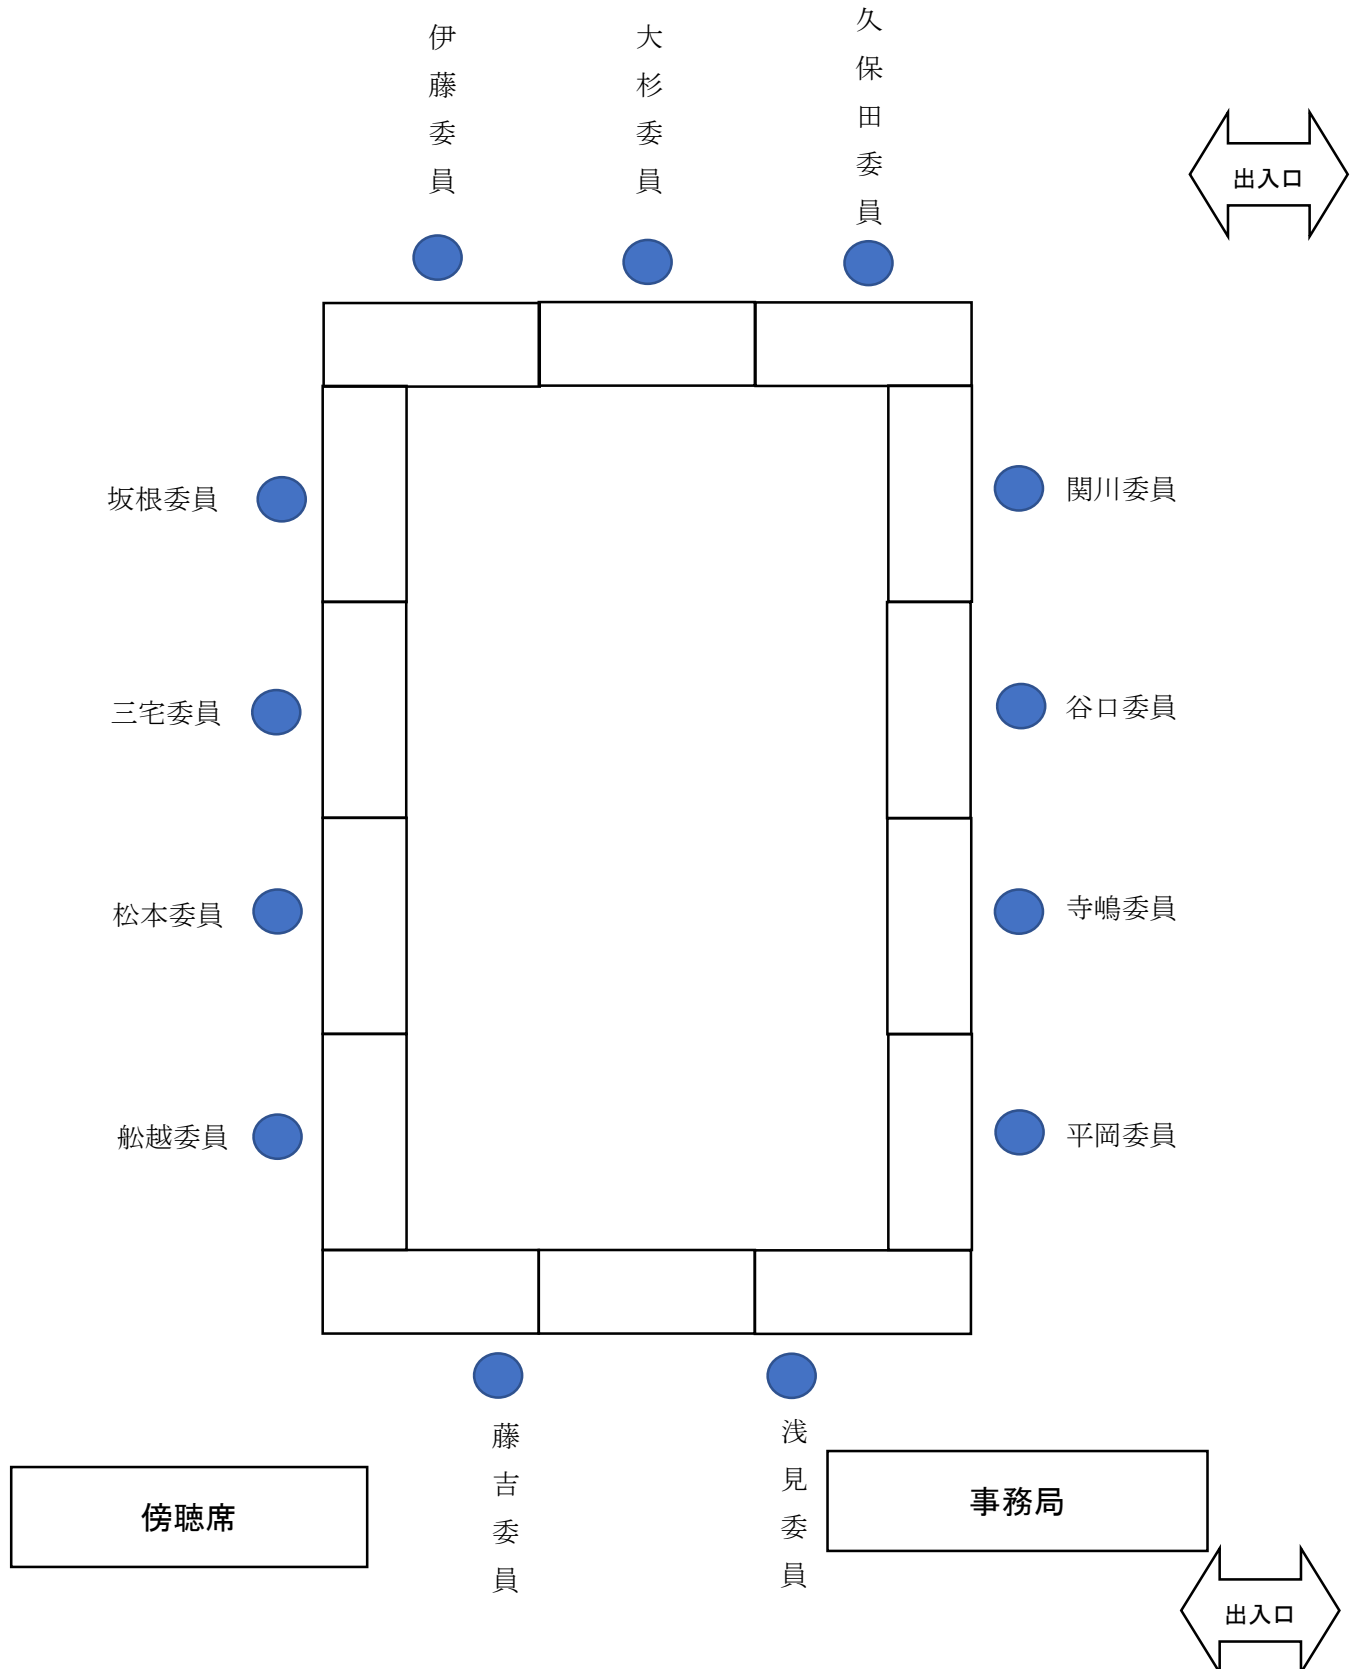 伊藤委員
大杉委員
久保田委員
出入口
坂根委員
関川委員
三宅委員
谷口委員
松本委員
寺嶋委員
舩越委員
平岡委員
藤吉委員
浅見委員
傍聴席
事務局
出入口